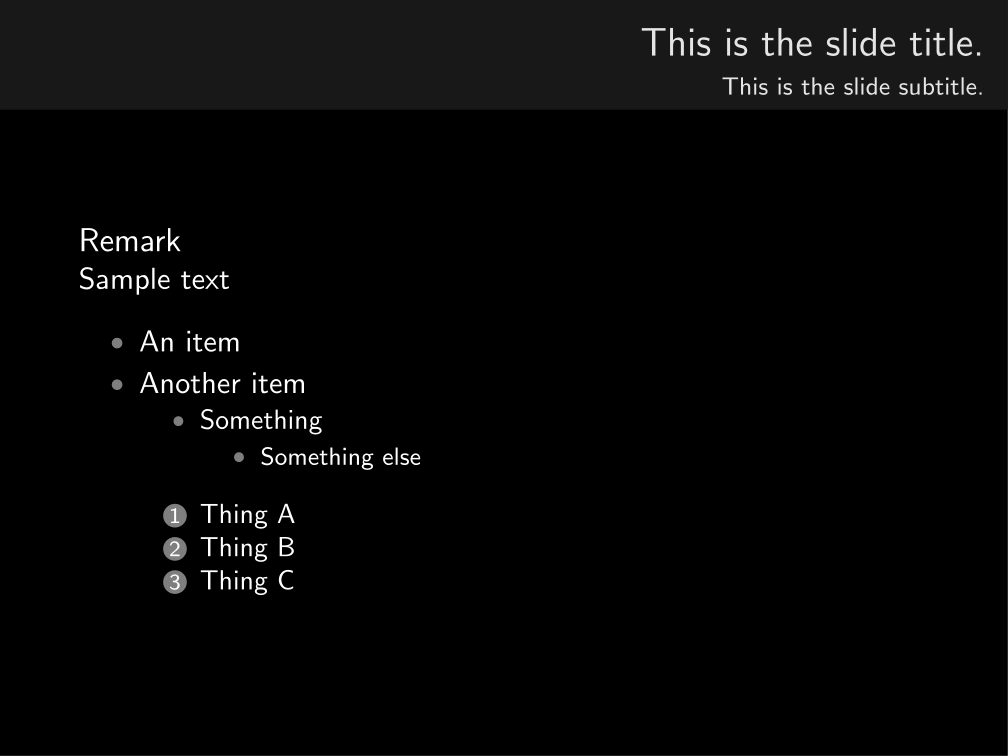 This is the slide title.
This is the slide subtitle.
Remark
Sample text
• An item
• Another item
• Something
• Something else
1 Thing A
2 Thing B
3 Thing C